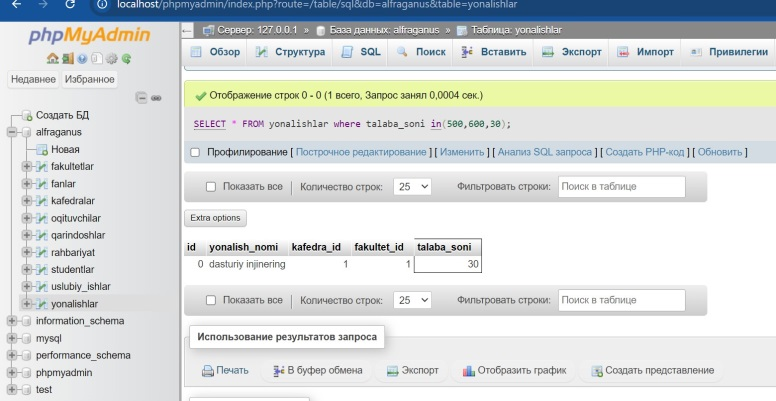 localhost/phpmyadmin/index.php?route=/table/sql&db=alfraganus&table=yonalishlar
phpMyAdmin
Недавнее Избранное
Создать БД
alfraganus
Новая
fakultetlar
fanlar
kafedralar
oqituvchilar
qarindoshlar
rahbariyat
studentlar
uslubiy_ishlar
yonalishlar
information_schema
mysql
performance_schema
phpmyadmin
test
Сервер: 127.0.0.1 » База данных: alfraganus » Таблица: yonalishlar
Обзор Структура SQL Поиск Вставить Экспорт Импорт Привилегии
Отображение строк 0 - 0 (1 всего, Запрос занял 0,0004 сек.)
SELECT * FROM yonalishlar where talaba_soni in(500,600,30);
Профилирование [ Построчное редактирование ] [ Изменить ] [ Анализ SQL запроса ] [ Создать PHP-код ] [ Обновить ]
Показать все | Количество строк: 25 Фильтровать строки: Поиск в таблице
Extra options
id yonalish_nomi kafedra_id fakultet_id talaba_soni
0 dasturiy injinering 1 1 30
Показать все | Количество строк: 25 Фильтровать строки: Поиск в таблице
Использование результатов запроса
Печать В буфер обмена Экспорт Отобразить график Создать представление